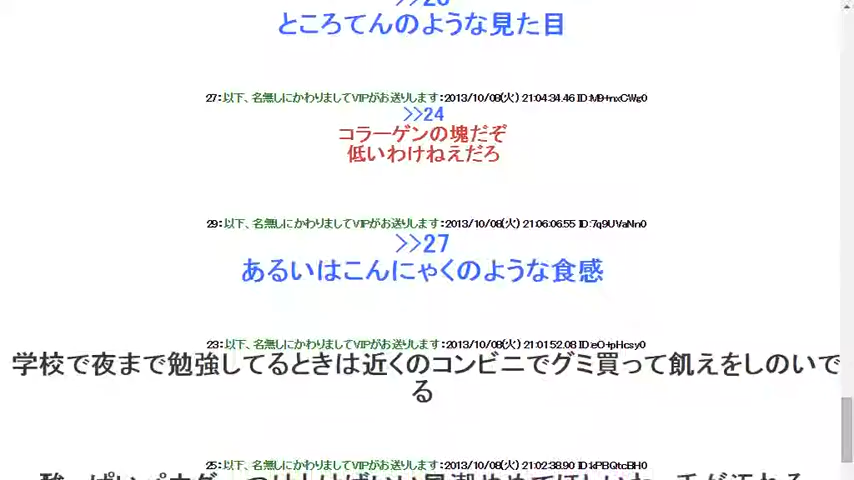 ところてんのような見た目
27:以下、名無しにかわりましてVIPがお送りします:2013/10/08(火) 21:04:34.46 ID:M9+nxCWg0
>>24
コラーゲンの塊だぞ
低いわけねえだろ
29:以下、名無しにかわりましてVIPがお送りします:2013/10/08(火) 21:06:06.55 ID:7q9UVaNn0
>>27
あるいはこんにゃくのような食感
23:以下、名無しにかわりましてVIPがお送りします:2013/10/08(火) 21:01:52.08 ID:eO+pHcsy0
学校で夜まで勉強してるときは近くのコンビニでグミ買って飢えをしのいで
る
25:以下、名無しにかわりましてVIPがお送りします:2013/10/08(火) 21:02:38.90 ID:kPBQtcBH0